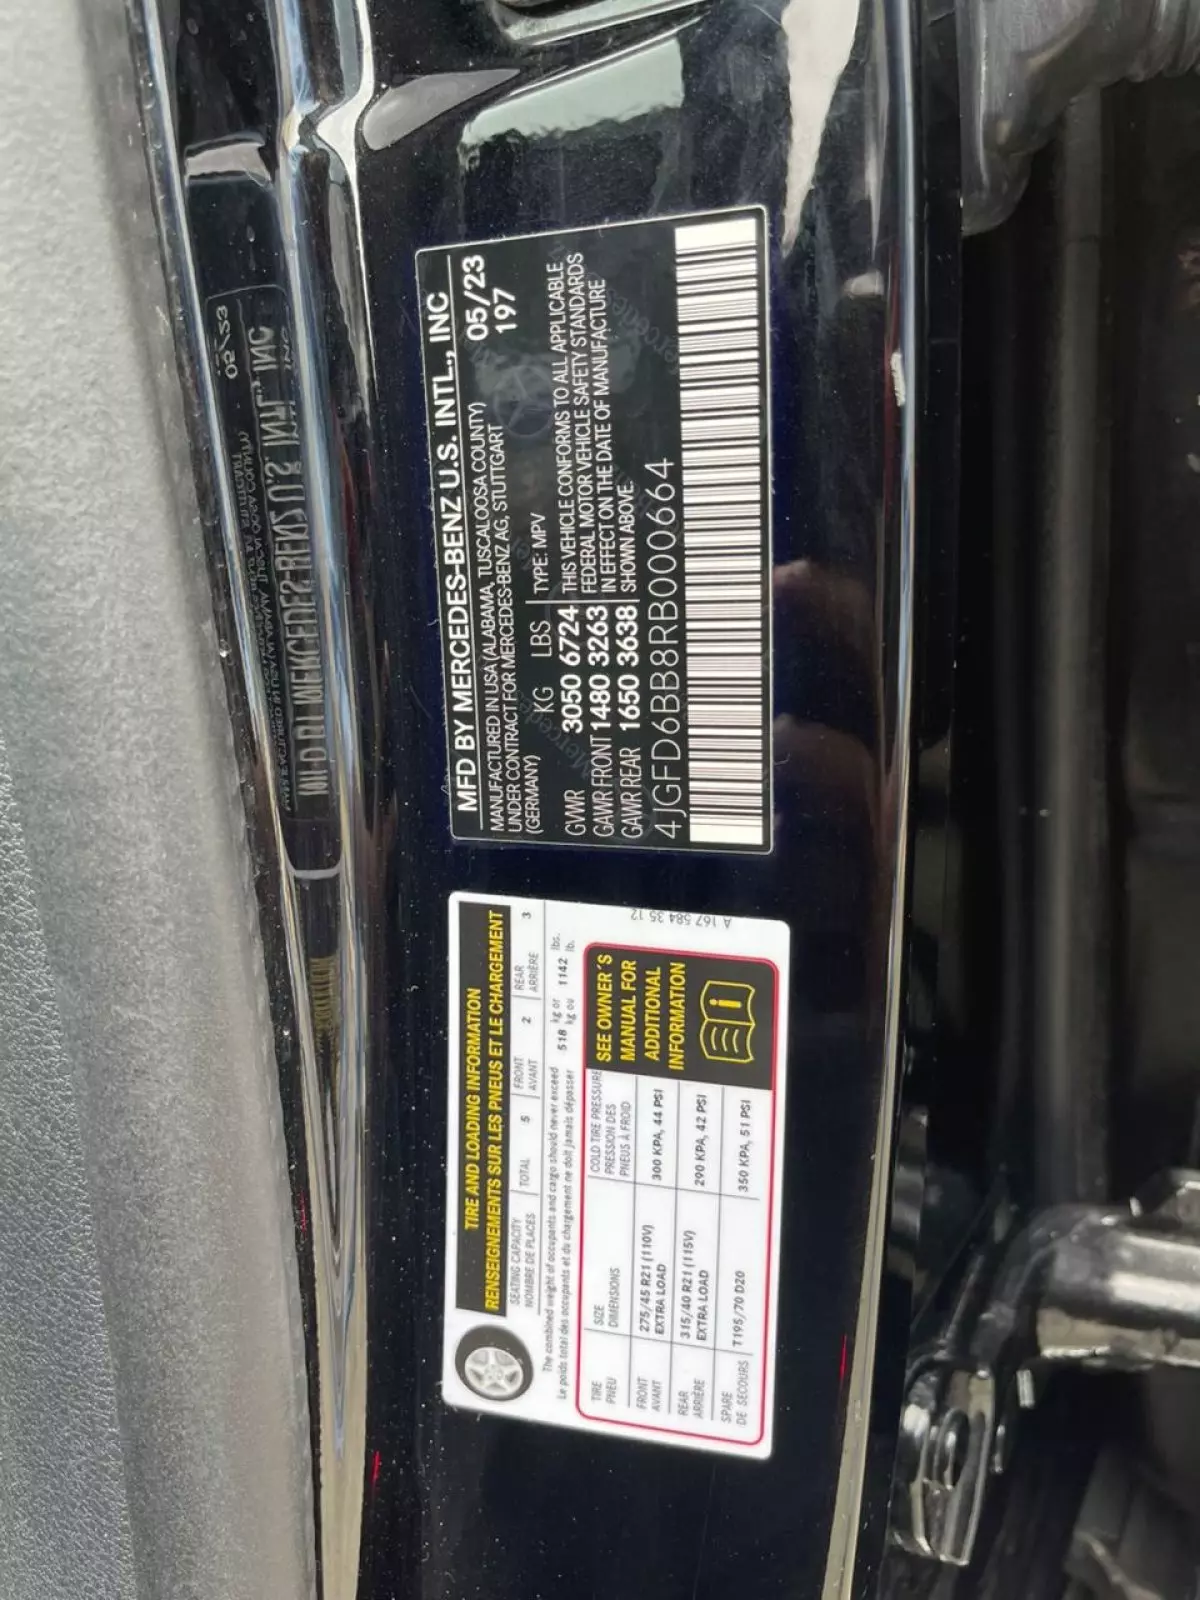 MFD BY MERCEDES-BENZ U.S. INTL., INC
MANUFACTURED IN USA (ALABAMA, TUSCALOOSA COUNTY) 05/23
UNDER CONTRACT FOR MERCEDES-BENZ AG, STUTTGART 197
(GERMANY)
KG LBS TYPE: MPV
GVWR 3050 6724 THIS VEHICLE CONFORMS TO ALL APPLICABLE
GAWR FRONT 1480 3263 FEDERAL MOTOR VEHICLE SAFETY STANDARDS
IN EFFECT ON THE DATE OF MANUFACTURE
GAWR REAR 1650 3638 SHOWN ABOVE.
4JGFD6BB8RB000664
TIRE AND LOADING INFORMATION
RENSEIGNEMENTS SUR LES PNEUS ET LE CHARGEMENT
SEATING CAPACITY TOTAL 5 FRONT 2 REAR 3
NOMBRE DE PLACES AVANT ARRIÈRE
The combined weight of occupants and cargo should never exceed 518 kg or 1142 lbs.
Le poids total des occupants et du chargement ne doit jamais dépasser kg ou lb.
TIRE SIZE COLD TIRE PRESSURE
PNEU DIMENSIONS PRESSION DES
PNEUS À FROID
FRONT 275/45 R21 (110V) 300 KPA, 44 PSI
AVANT EXTRA LOAD
REAR 315/40 R21 (115V) 290 KPA, 42 PSI
ARRIÈRE EXTRA LOAD
SPARE T195/70 D20 350 KPA, 51 PSI
DE SECOURS
SEE OWNER'S
MANUAL FOR
ADDITIONAL
INFORMATION
A 167 584 35 12